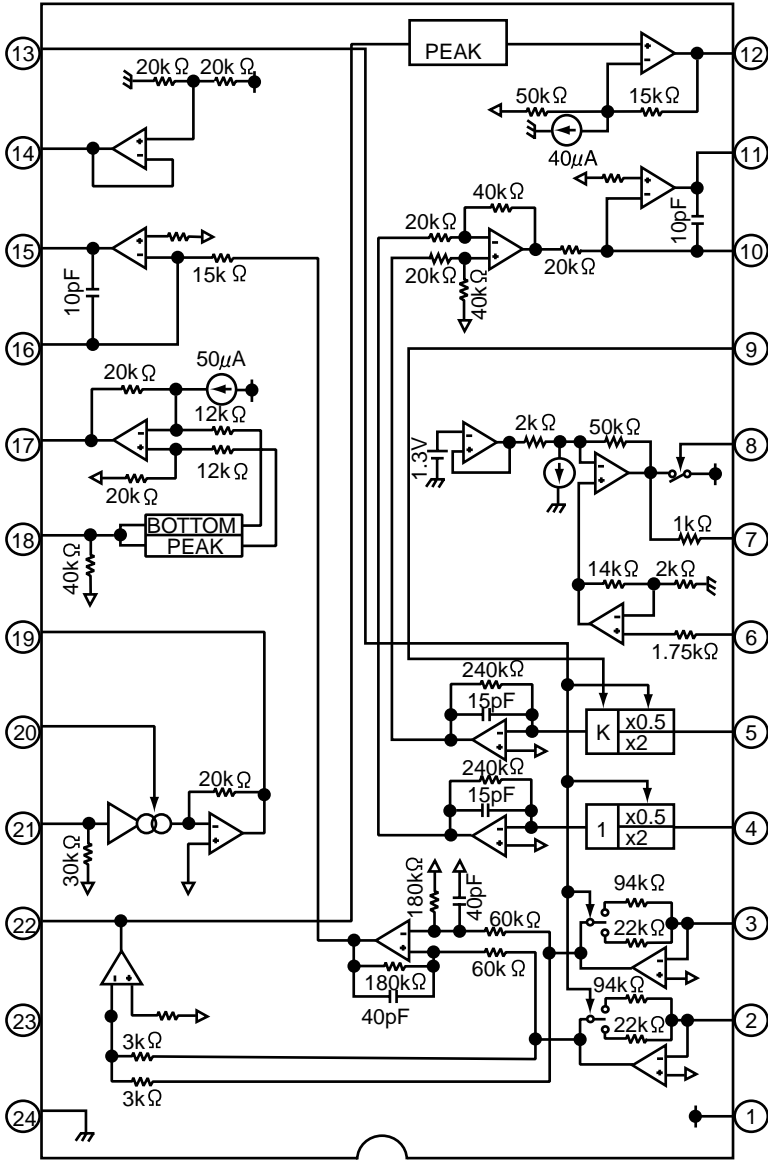 13
PEAK
12
20kΩ 20kΩ
50kΩ 15kΩ
40μA
14
11
40kΩ
20kΩ
10pF
15
15kΩ
20kΩ
40kΩ
20kΩ
10
10pF
16
9
50μA
20kΩ
12kΩ
17
12kΩ
20kΩ
2kΩ 50kΩ
8
1.3V
BOTTOM
PEAK
18
40kΩ
1kΩ
7
14kΩ 2kΩ
19
6
1.75kΩ
240kΩ
15pF
20
K
x0.5
x2
5
20kΩ
240kΩ
15pF
21
30kΩ
1
x0.5
x2
4
180kΩ
40pF
94kΩ
22
60kΩ
22kΩ
3
180kΩ
60kΩ
40pF
94kΩ
23
22kΩ
2
3kΩ
3kΩ
24
1
+
-
+
-
+
-
+
-
-
+
+
-
-
+
-
+
-
+
-
+
-
+
-
+
-
+
-
+
-
+
-
+
-
+